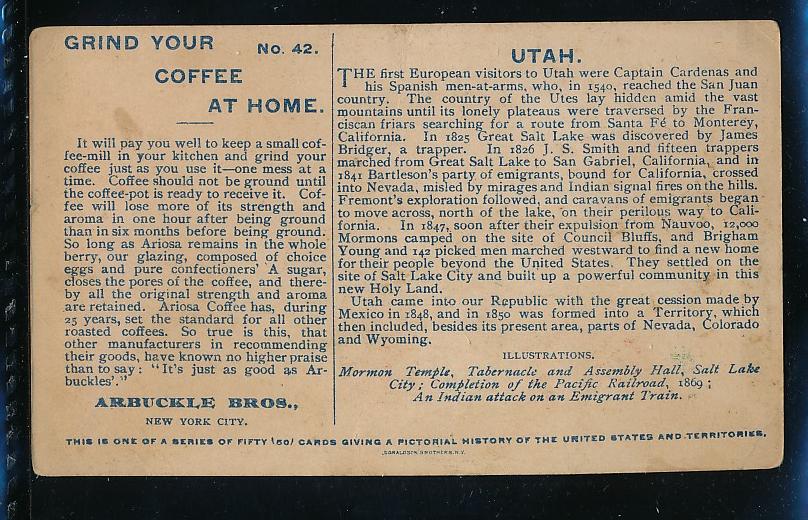 GRIND YOUR
No. 42.
COFFEE
AT HOME.
It will pay you well to keep a small cof-
fee-mill in your kitchen and grind your
coffee just as you use it—one mess at a
time. Coffee should not be ground until
the coffee-pot is ready to receive it. Cof-
fee will lose more of its strength and
aroma in one hour after being ground
than in six months before being ground.
So long as Ariosa remains in the whole
berry, our glazing, composed of choice
eggs and pure confectioners' A sugar,
closes the pores of the coffee, and there-
by all the original strength and aroma
are retained. Ariosa Coffee has, during
25 years, set the standard for all other
roasted coffees. So true is this, that
other manufacturers in recommending
their goods, have known no higher praise
than to say: "It's just as good as Ar-
buckles'."
ARBUCKLE BROS.,
NEW YORK CITY.
UTAH.
THE first European visitors to Utah were Captain Cardenas and
his Spanish men-at-arms, who, in 1540, reached the San Juan
country. The country of the Utes lay hidden amid the vast
mountains until its lonely plateaus were traversed by the Fran-
ciscan friars searching for a route from Santa Fé to Monterey,
California. In 1825 Great Salt Lake was discovered by James
Bridger, a trapper. In 1826 J. S. Smith and fifteen trappers
marched from Great Salt Lake to San Gabriel, California, and in
1841 Bartleson's party of emigrants, bound for California, crossed
into Nevada, misled by mirages and Indian signal fires on the hills.
Fremont's exploration followed, and caravans of emigrants began
to move across, north of the lake, on their perilous way to Cali-
fornia. In 1847, soon after their expulsion from Nauvoo, 12,000
Mormons camped on the site of Council Bluffs, and Brigham
Young and 142 picked men marched westward to find a new home
for their people beyond the United States. They settled on the
site of Salt Lake City and built up a powerful community in this
new Holy Land.
Utah came into our Republic with the great cession made by
Mexico in 1848, and in 1850 was formed into a Territory, which
then included, besides its present area, parts of Nevada, Colorado
and Wyoming.
ILLUSTRATIONS.
Mormon Temple, Tabernacle and Assembly Hall, Salt Lake
City; Completion of the Pacific Railroad, 1869;
An Indian attack on an Emigrant Train.
THIS IS ONE OF A SERIES OF FIFTY (50) CARDS GIVING A PICTORIAL HISTORY OF THE UNITED STATES AND TERRITORIES.
DONALDSON BROTHERS, N.Y.